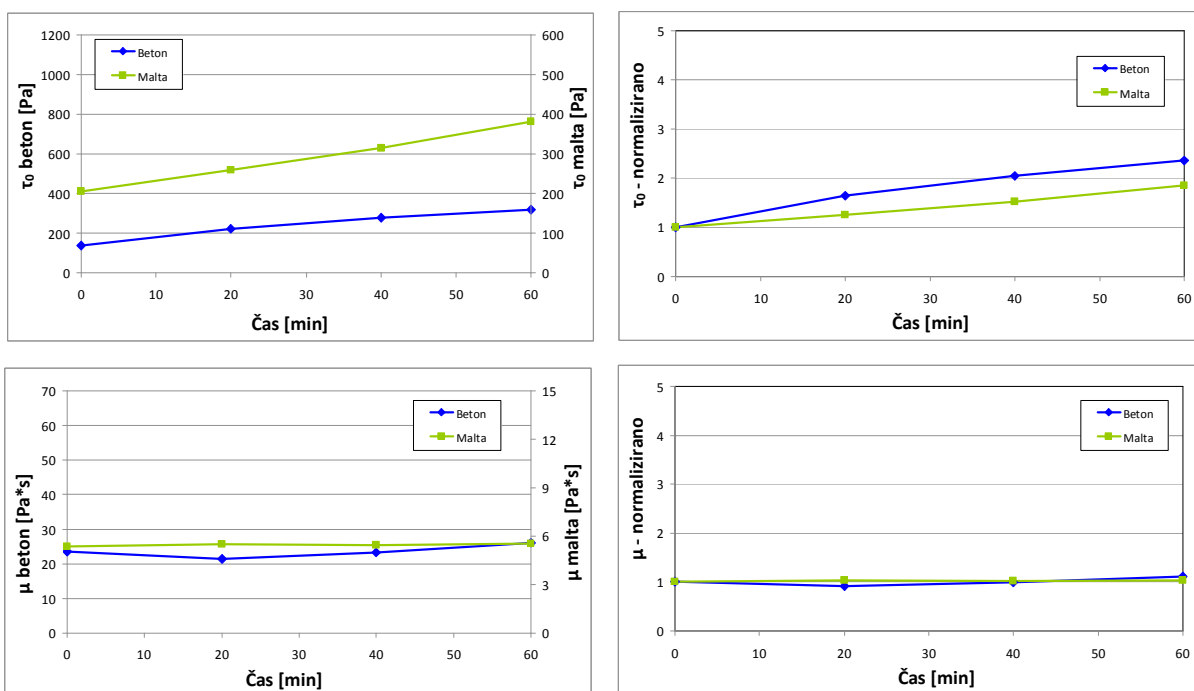 τ₀ beton [Pa]
1200
1000
800
600
400
200
0
Beton
Malta
600
500
400
300
200
100
0
τ₀ malta [Pa]
0 10 20 30 40 50 60
Čas [min]
τ₀ - normalizirano
5
4
3
2
1
0
Beton
Malta
0 10 20 30 40 50 60
Čas [min]
μ beton [Pa*s]
70
60
50
40
30
20
10
0
Beton
Malta
15
12
9
6
3
0
μ malta [Pa*s]
0 10 20 30 40 50 60
Čas [min]
μ - normalizirano
5
4
3
2
1
0
Beton
Malta
0 10 20 30 40 50 60
Čas [min]